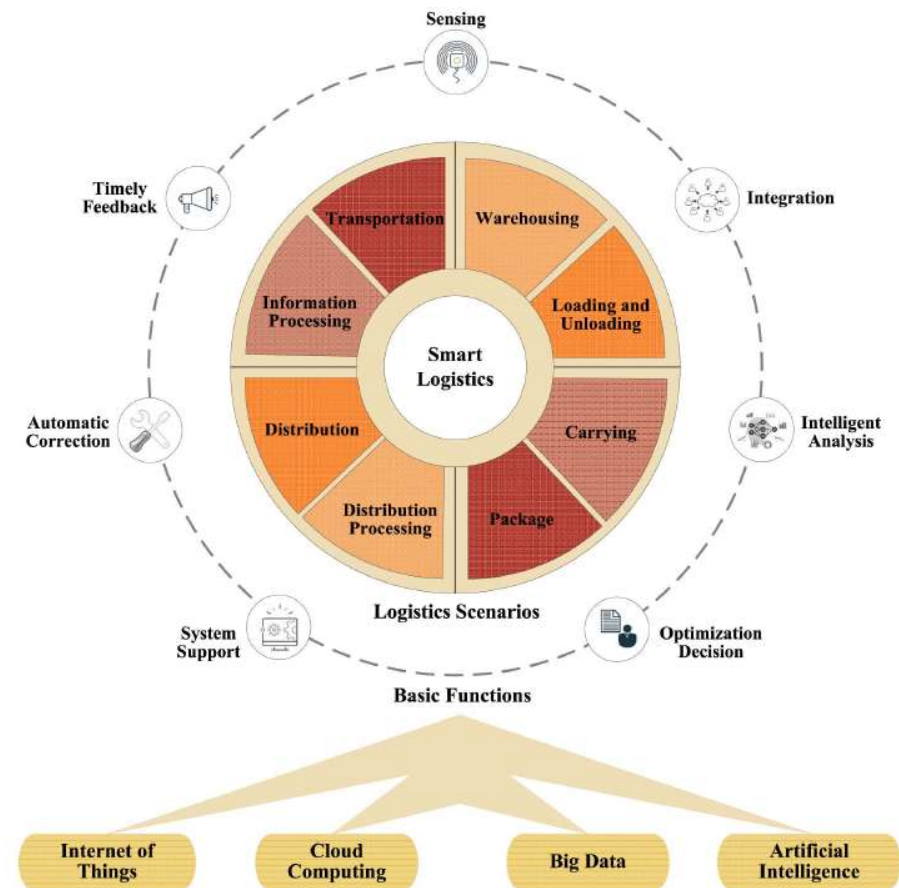 Sensing
Timely
Feedback
Integration
Transportation
Warehousing
Information
Processing
Loading and
Unloading
Smart
Logistics
Automatic
Correction
Distribution
Carrying
Intelligent
Analysis
Distribution
Processing
Package
Logistics Scenarios
System
Support
Optimization
Decision
Basic Functions
Internet of
Things
Cloud
Computing
Big Data
Artificial
Intelligence